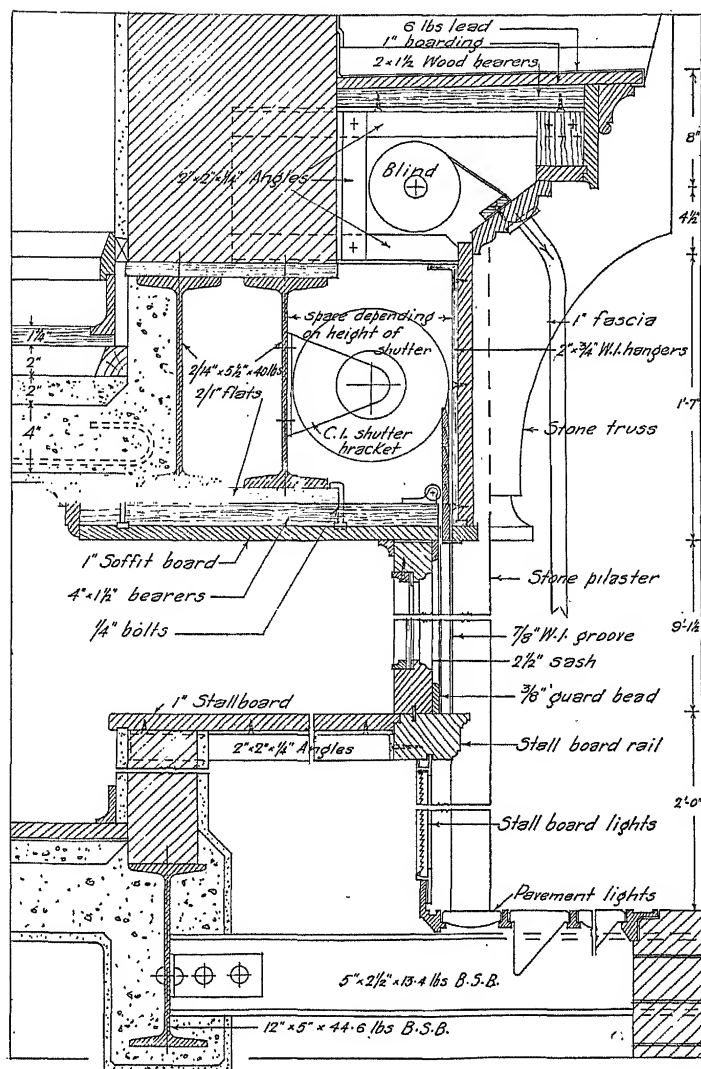 6 lbs lead
1" boarding
2 × 1½ Wood bearers
8"
2" × 2" × ¼" Angles
Blind
4½"
Space depending
on height of
shutter
1" fascia
2" × ¾" W.I. hangers
1½"
2"
2"
4"
2/14" × 5½" × 40 lbs
2/1" flats
C.I. shutter
bracket
Stone truss
1'-7"
1" Soffit board
4" × 1½" bearers
¼" bolts
Stone pilaster
7/8" W.I. groove
2½" sash
3/8" guard bead
9'-1½
1" Stallboard
2" × 2" × ¼" Angles
Stall board rail
2'-0"
Stall board lights
Pavement lights
5" × 2½" × 13.4 lbs B.S.B.
12" × 5" × 44.6 lbs B.S.B.